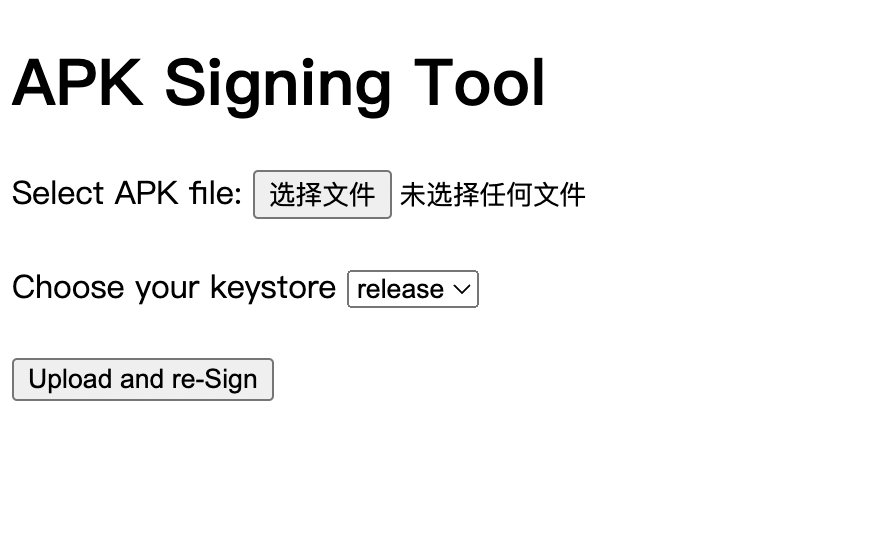 APK Signing Tool
Select APK file: 选择文件 未选择任何文件
Choose your keystore release
Upload and re-Sign